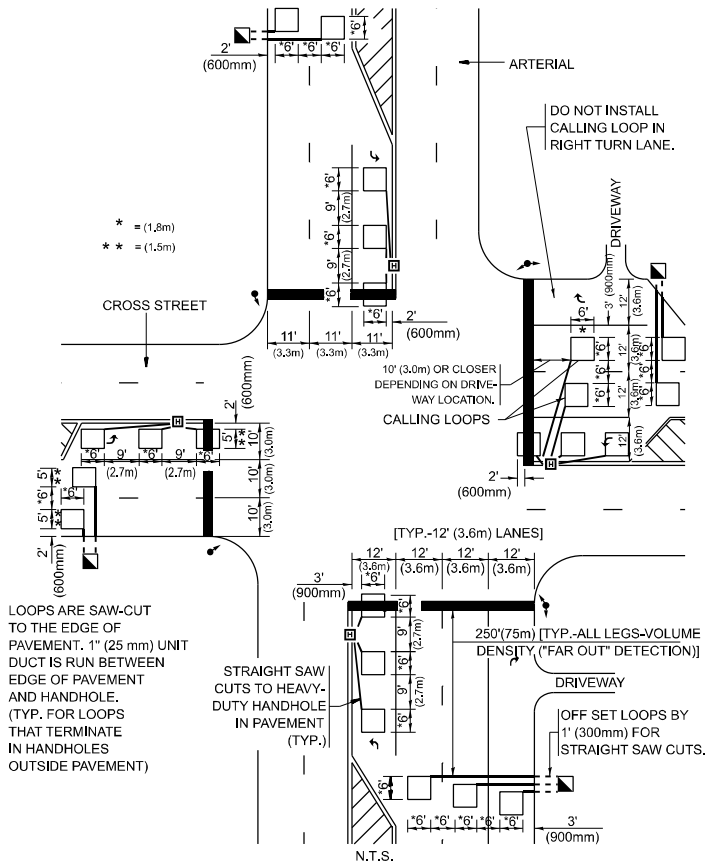 *6'
*6'
*6'
*6'
2'
(600mm)
ARTERIAL
DO NOT INSTALL
CALLING LOOP IN
RIGHT TURN LANE.
* = (1.8m)
** = (1.5m)
*6'
9'
(2.7m)
*6'
9'
(2.7m)
*6'
*6'
2'
(600mm)
11'
(3.3m)
11'
(3.3m)
11'
(3.3m)
CROSS STREET
DRIVEWAY
3' (900mm)
12'
(3.6m)
6'
*
*6'
*6'
*6'
12'
(3.6m)
12'
(3.6m)
12'
(3.6m)
*6'
*6'
*6'
10' (3.0m) OR CLOSER
DEPENDING ON DRIVE-
WAY LOCATION.
CALLING LOOPS
H
2'
(600mm)
H
2'
(600mm)
H
5'
**
10'
(3.0m)
10'
(3.0m)
10'
(3.0m)
*6'
9'
(2.7m)
*6'
9'
(2.7m)
*6'
5'
**
*6'
5'
**
*6'
2'
(600mm)
[TYP.-12' (3.6m) LANES]
12'
(3.6m)
12'
(3.6m)
12'
(3.6m)
12'
(3.6m)
*6'
3'
(900mm)
H
*6'
9'
(2.7m)
*6'
9'
(2.7m)
*6'
250'(75m) [TYP.-ALL LEGS-VOLUME
DENSITY ("FAR OUT" DETECTION)]
DRIVEWAY
LOOPS ARE SAW-CUT
TO THE EDGE OF
PAVEMENT. 1" (25 mm) UNIT
DUCT IS RUN BETWEEN
EDGE OF PAVEMENT
AND HANDHOLE.
(TYP. FOR LOOPS
THAT TERMINATE
IN HANDHOLES
OUTSIDE PAVEMENT)
STRAIGHT SAW
CUTS TO HEAVY-
DUTY HANDHOLE
IN PAVEMENT
(TYP.)
OFF SET LOOPS BY
1' (300mm) FOR
STRAIGHT SAW CUTS.
*6'
*6'
*6'
*6'
*6'
*6'
3'
(900mm)
N.T.S.